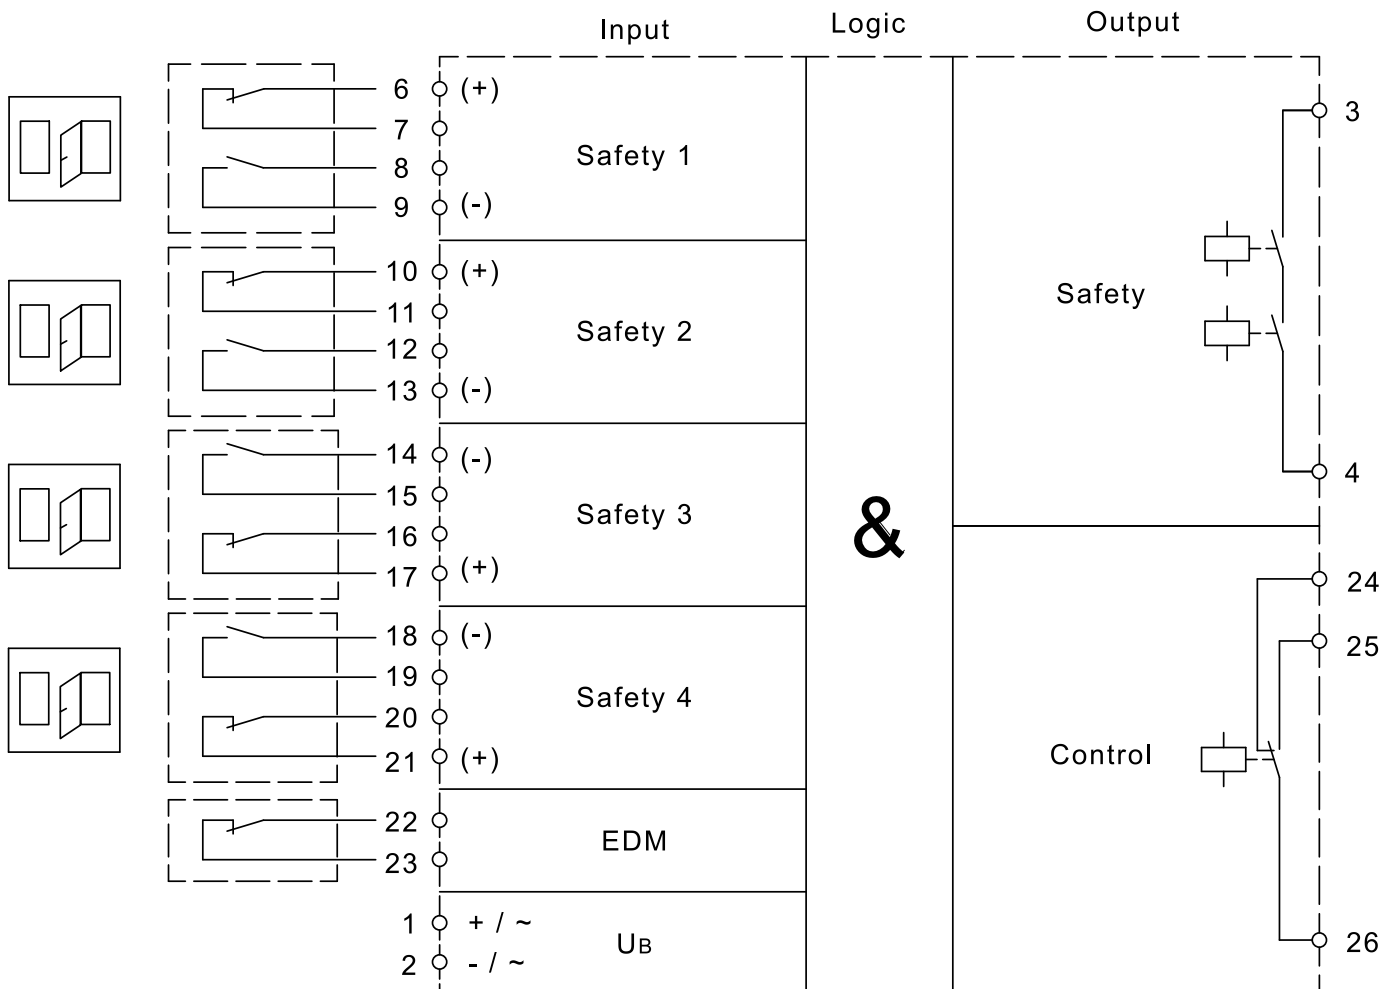 Input
Logic
Output
6 (+)
7
Safety 1
8
9 (-)
10 (+)
11
Safety 2
12
13 (-)
14 (-)
15
Safety 3
16
17 (+)
18 (-)
19
Safety 4
20
21 (+)
22
EDM
23
1 + / ~
UB
2 - / ~
&
3
Safety
4
24
25
Control
26